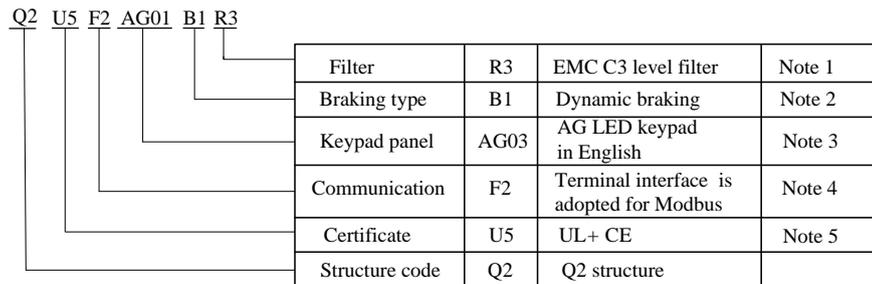 Q2 U5 F2 AG01 B1 R3
Filter R3 EMC C3 level filter Note 1
Braking type B1 Dynamic braking Note 2
Keypad panel AG03 AG LED keypad
in English Note 3
Communication F2 Terminal interface is
adopted for Modbus Note 4
Certificate U5 UL+ CE Note 5
Structure code Q2 Q2 structure